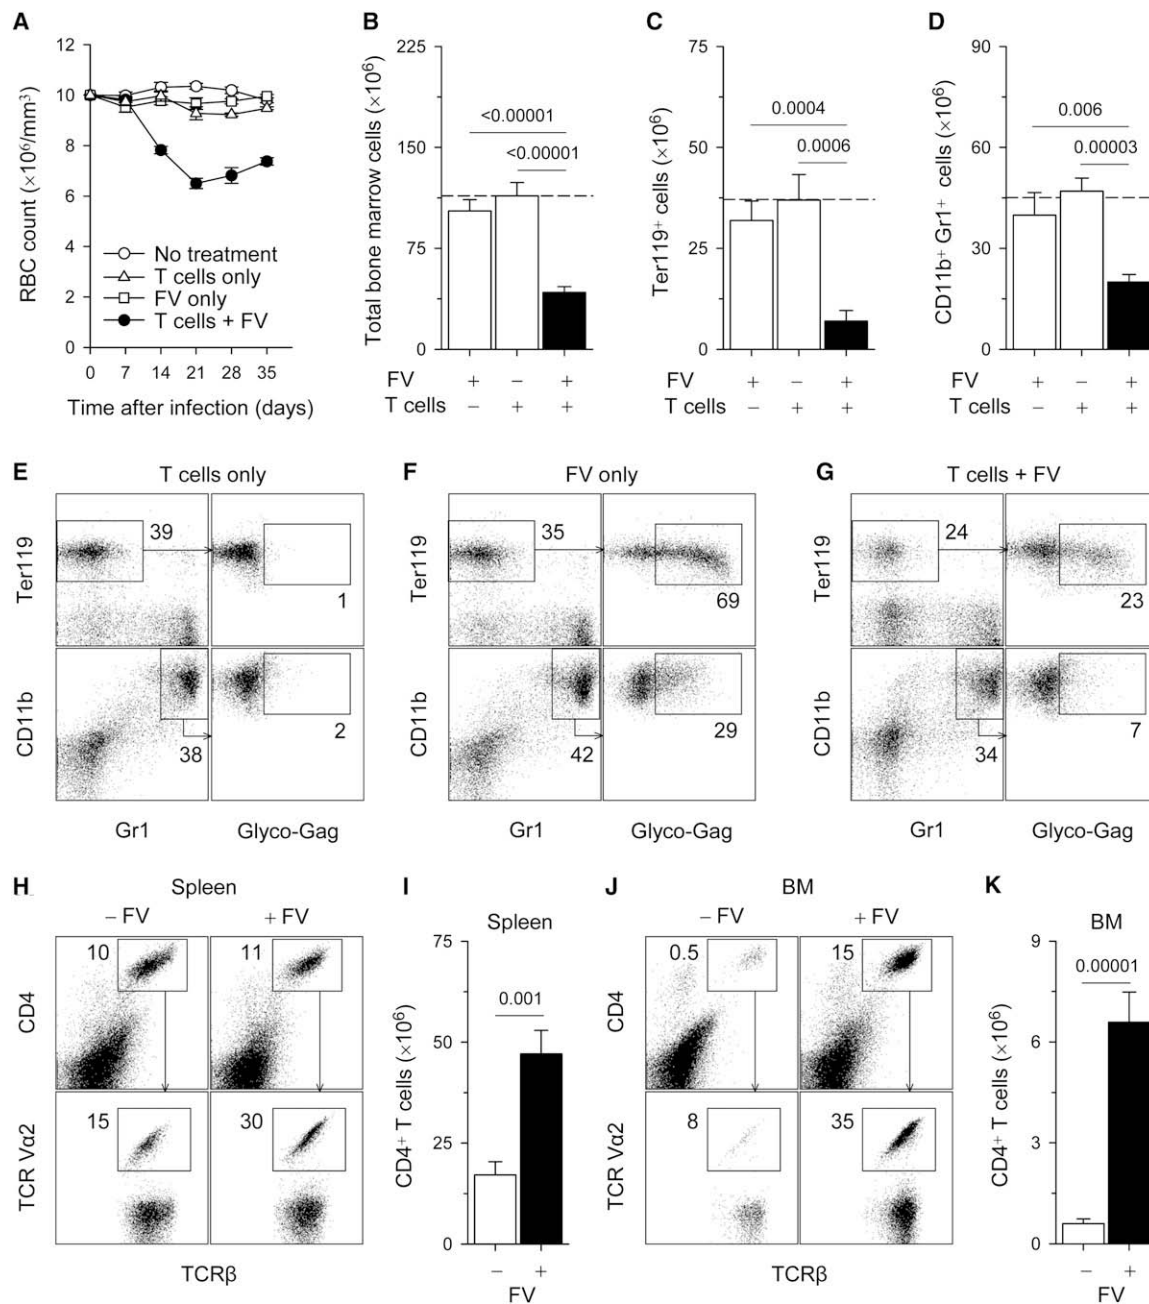 A
RBC count (×10⁶/mm³)
12
10
8
6
4
2
0
No treatment
T cells only
FV only
T cells + FV
0 7 14 21 28 35
Time after infection (days)
B
Total bone marrow cells (×10⁶)
225
150
75
0
<0.00001
<0.00001
FV + − +
T cells − + +
C
Ter119⁺ cells (×10⁶)
75
50
25
0
0.0004
0.0006
FV + − +
T cells − + +
D
CD11b⁺ Gr1⁺ cells (×10⁶)
90
60
30
0
0.006
0.00003
FV + − +
T cells − + +
E
T cells only
Ter119
39
1
CD11b
38
2
Gr1
Glyco-Gag
F
FV only
Ter119
35
69
CD11b
42
29
Gr1
Glyco-Gag
G
T cells + FV
Ter119
24
23
CD11b
34
7
Gr1
Glyco-Gag
H
Spleen
− FV + FV
CD4
10
11
TCR Vα2
15
30
TCRβ
I
Spleen
CD4⁺ T cells (×10⁶)
75
50
25
0
0.001
− +
FV
J
BM
− FV + FV
CD4
0.5
15
TCR Vα2
8
35
TCRβ
K
BM
CD4⁺ T cells (×10⁶)
9
6
3
0
0.00001
− +
FV